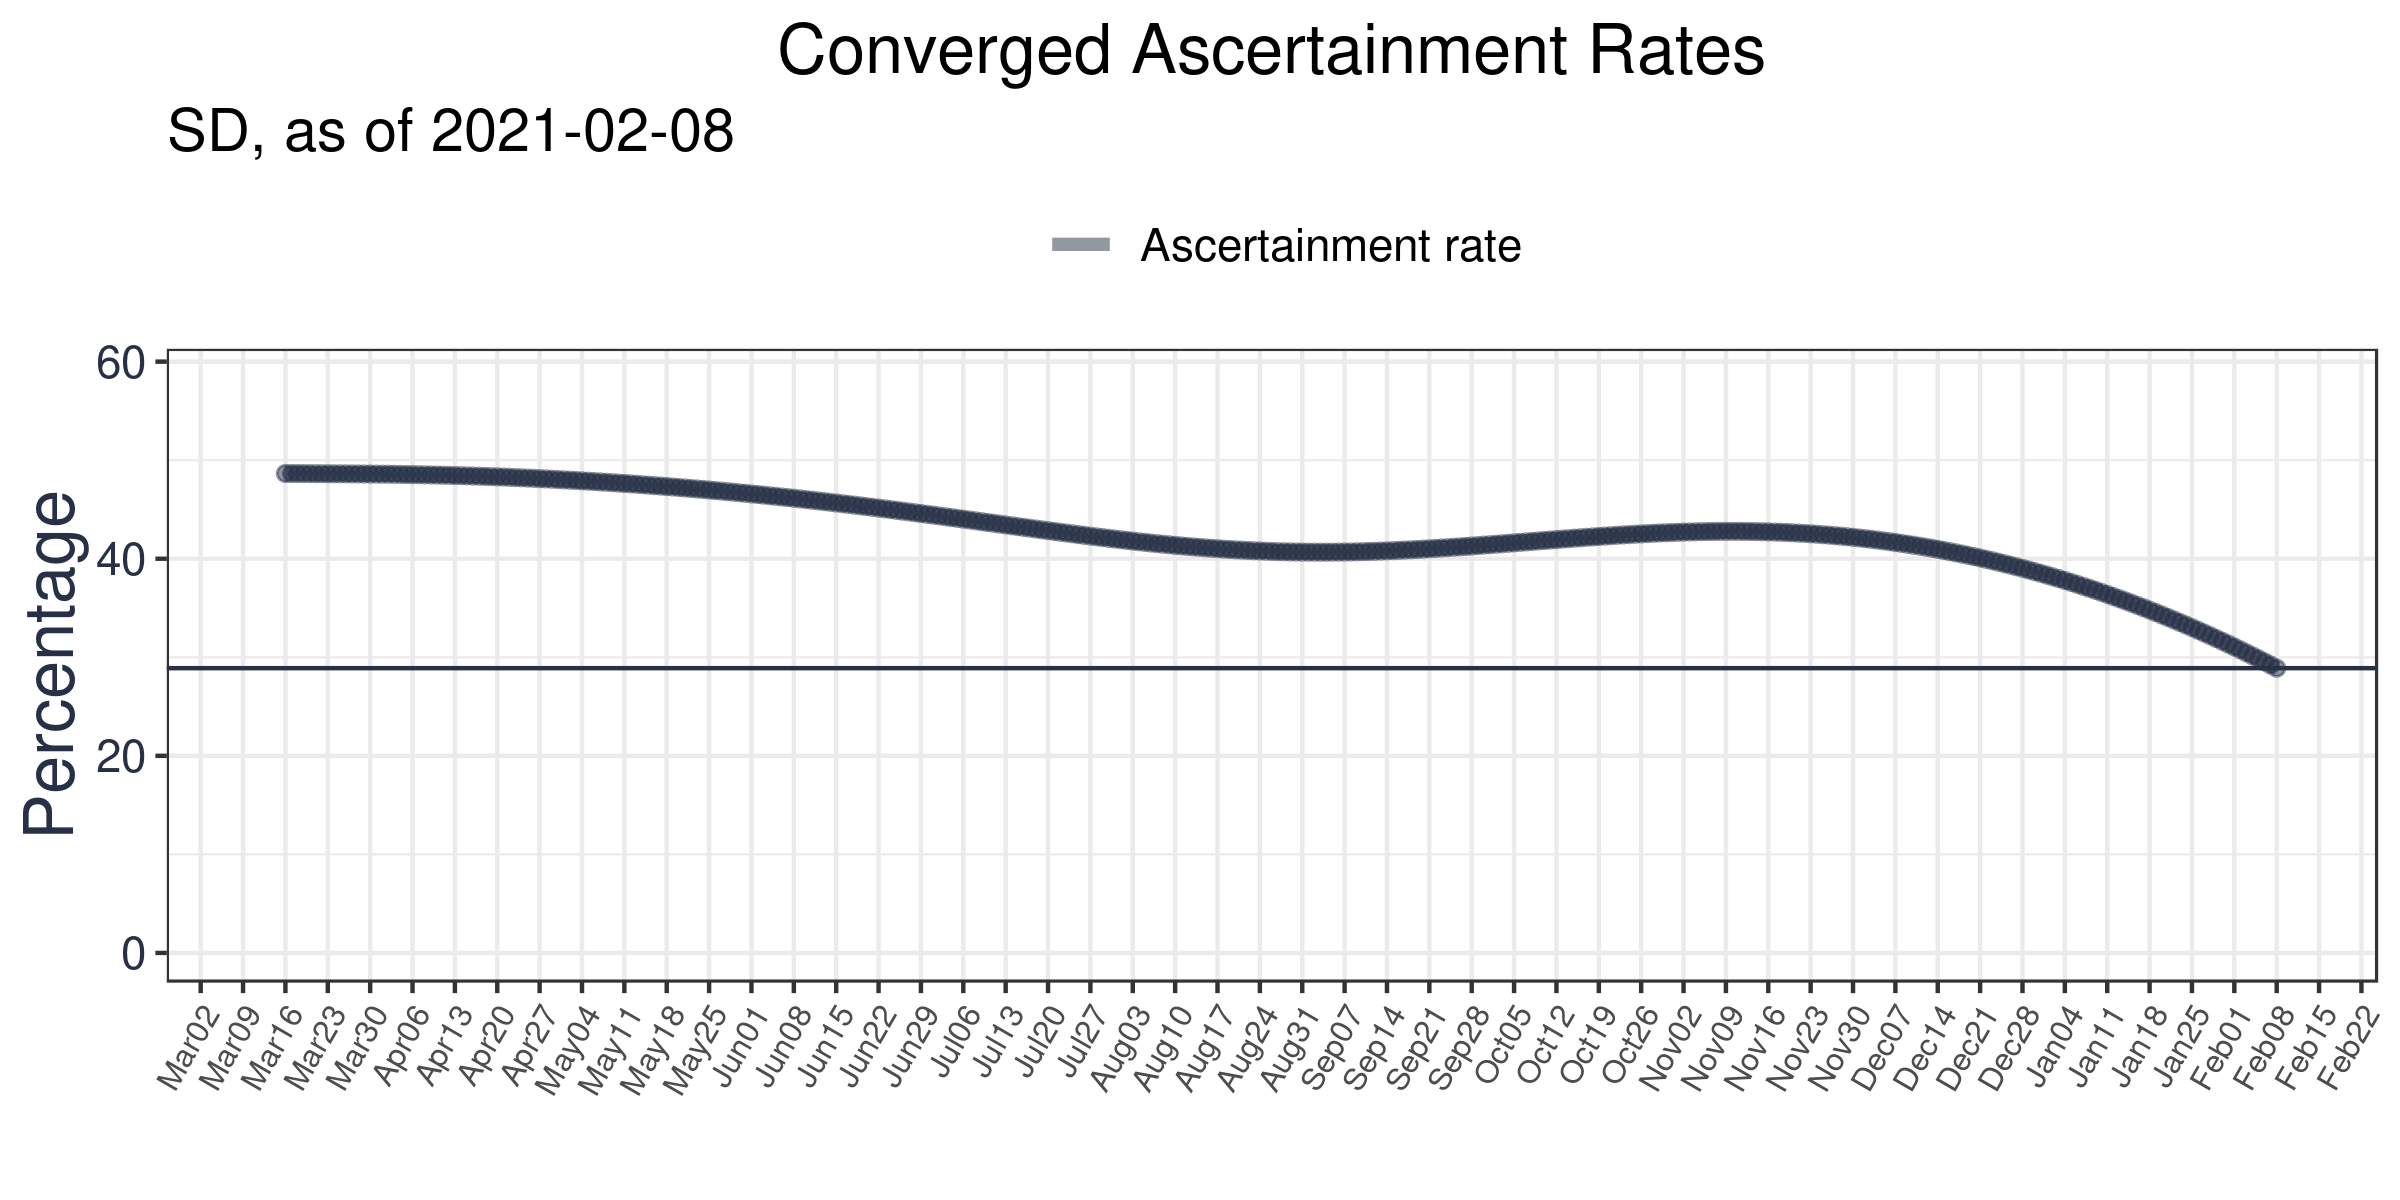 Converged Ascertainment Rates
SD, as of 2021-02-08
Ascertainment rate
Percentage
60
40
20
0
Mar02
Mar09
Mar16
Mar23
Mar30
Apr06
Apr13
Apr20
Apr27
May04
May11
May18
May25
Jun01
Jun08
Jun15
Jun22
Jun29
Jul06
Jul13
Jul20
Jul27
Aug03
Aug10
Aug17
Aug24
Aug31
Sep07
Sep14
Sep21
Sep28
Oct05
Oct12
Oct19
Oct26
Nov02
Nov09
Nov16
Nov23
Nov30
Dec07
Dec14
Dec21
Dec28
Jan04
Jan11
Jan18
Jan25
Feb01
Feb08
Feb15
Feb22